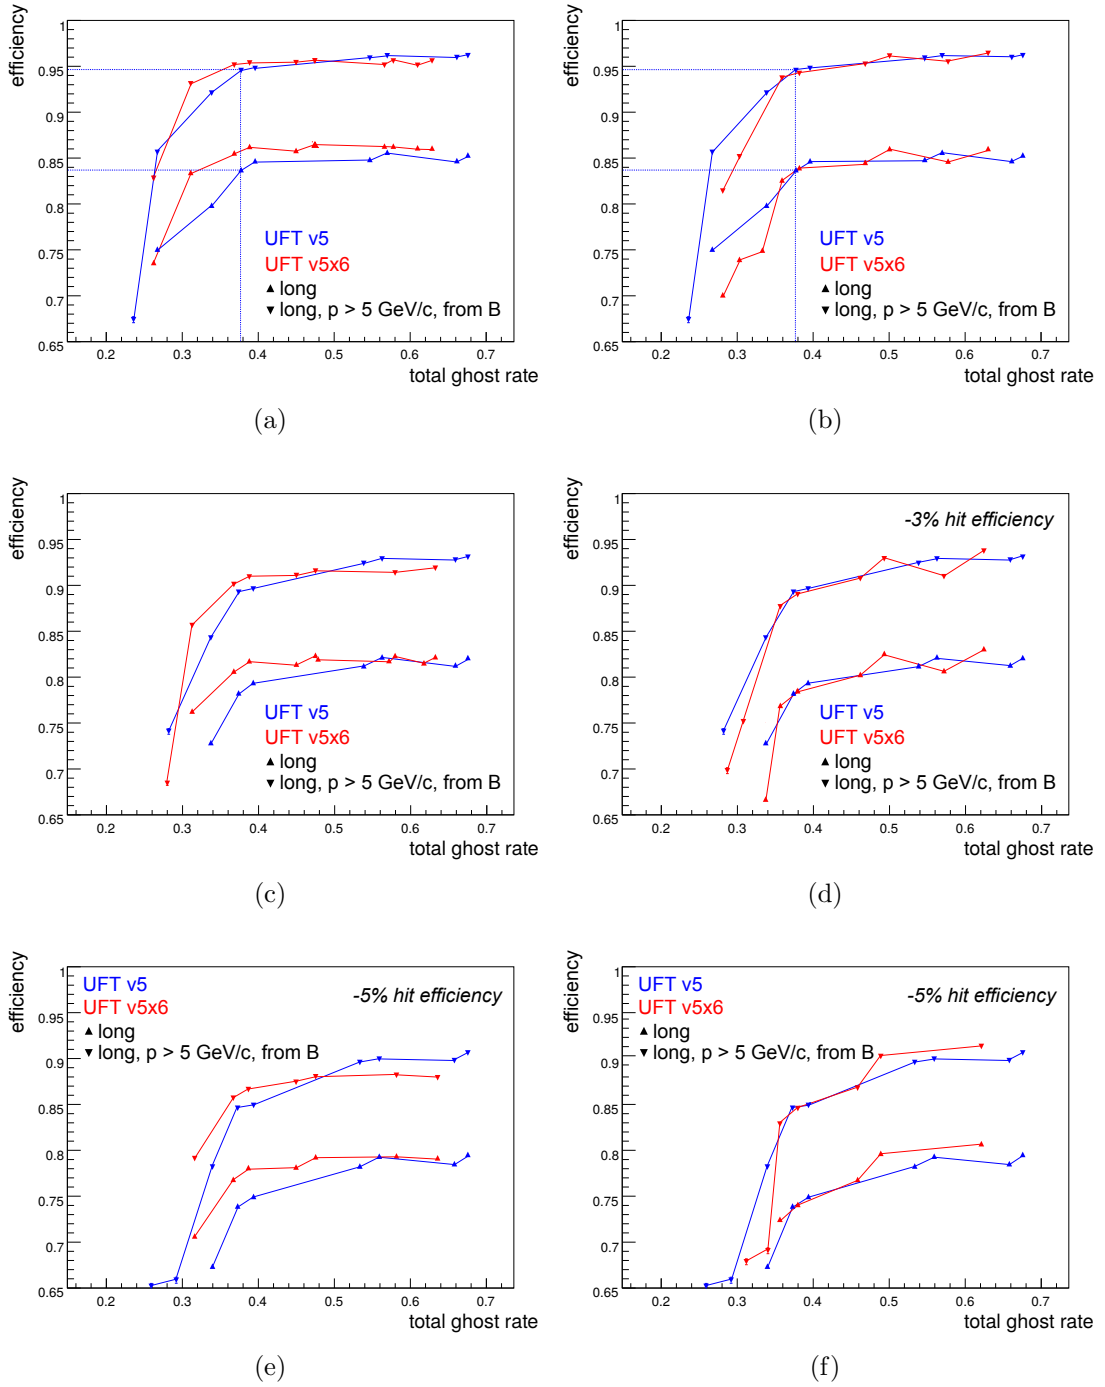 efficiency
1
0.95
0.9
0.85
0.8
0.75
0.7
0.65
0.2
0.3
0.4
0.5
0.6
0.7
total ghost rate
UFT v5
UFT v5x6
long
long, p > 5 GeV/c, from B
(a)
efficiency
1
0.95
0.9
0.85
0.8
0.75
0.7
0.65
0.2
0.3
0.4
0.5
0.6
0.7
total ghost rate
UFT v5
UFT v5x6
long
long, p > 5 GeV/c, from B
(b)
efficiency
1
0.95
0.9
0.85
0.8
0.75
0.7
0.65
0.2
0.3
0.4
0.5
0.6
0.7
total ghost rate
UFT v5
UFT v5x6
long
long, p > 5 GeV/c, from B
(c)
efficiency
1
0.95
0.9
0.85
0.8
0.75
0.7
0.65
0.2
0.3
0.4
0.5
0.6
0.7
total ghost rate
-3% hit efficiency
UFT v5
UFT v5x6
long
long, p > 5 GeV/c, from B
(d)
efficiency
1
0.95
0.9
0.85
0.8
0.75
0.7
0.65
0.2
0.3
0.4
0.5
0.6
0.7
total ghost rate
UFT v5
UFT v5x6
-5% hit efficiency
long
long, p > 5 GeV/c, from B
(e)
efficiency
1
0.95
0.9
0.85
0.8
0.75
0.7
0.65
0.2
0.3
0.4
0.5
0.6
0.7
total ghost rate
UFT v5
UFT v5x6
-5% hit efficiency
long
long, p > 5 GeV/c, from B
(f)